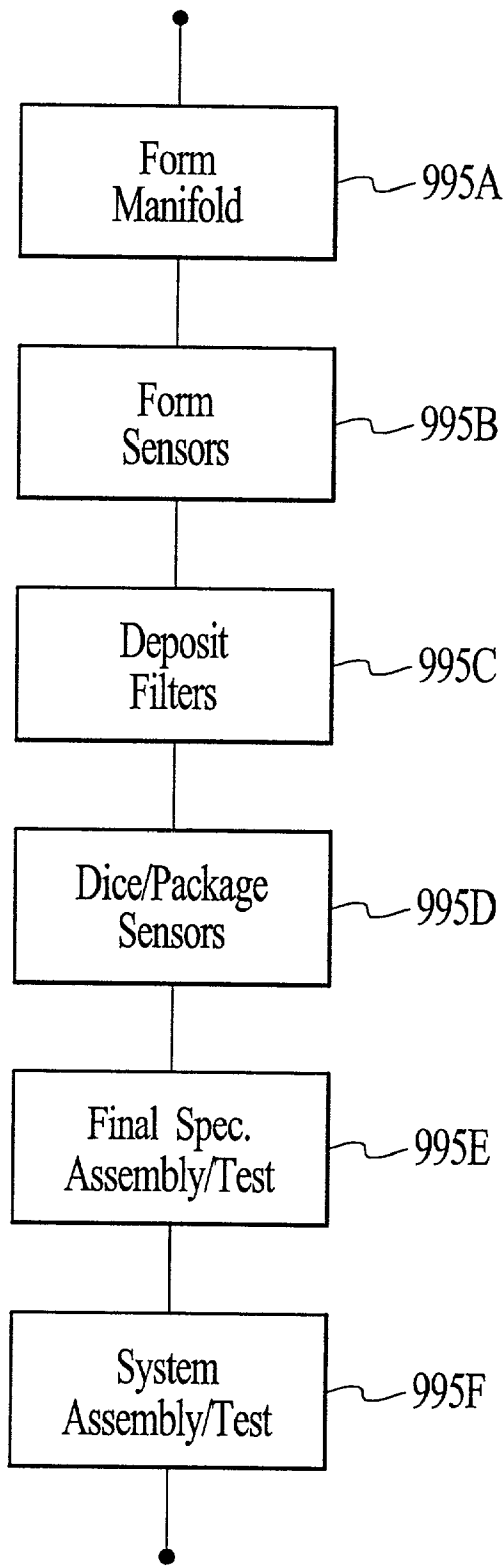 Form
Manifold
995A
Form
Sensors
995B
Deposit
Filters
995C
Dice/Package
Sensors
995D
Final Spec.
Assembly/Test
995E
System
Assembly/Test
995F